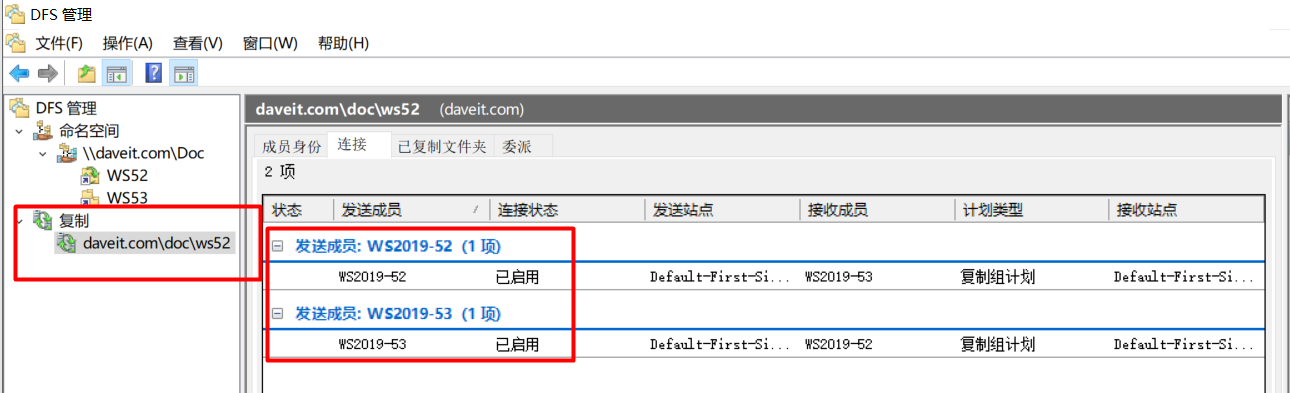 DFS 管理
文件(F) 操作(A) 查看(V) 窗口(W) 帮助(H)
DFS 管理
命名空间
\\daveit.com\Doc
WS52
WS53
复制
daveit.com\doc\ws52
daveit.com\doc\ws52 (daveit.com)
成员身份 连接 已复制文件夹 委派
2 项
状态 发送成员 连接状态 发送站点 接收成员 计划类型 接收站点
发送成员: WS2019-52 (1 项)
WS2019-52 已启用 Default-First-Si... WS2019-53 复制组计划 Default-First-Si...
发送成员: WS2019-53 (1 项)
WS2019-53 已启用 Default-First-Si... WS2019-52 复制组计划 Default-First-Si...